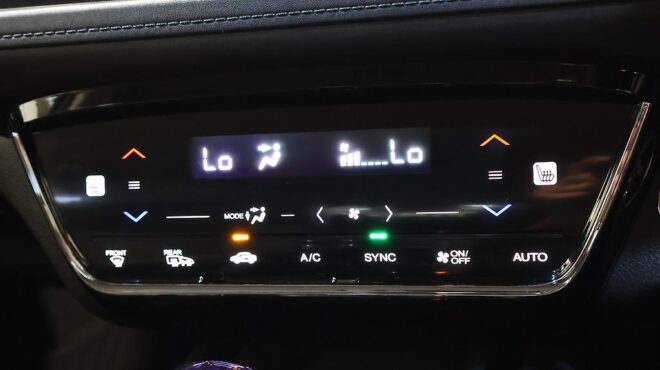 Lo Lo
MODE
FRONT REAR A/C SYNC ON/OFF AUTO